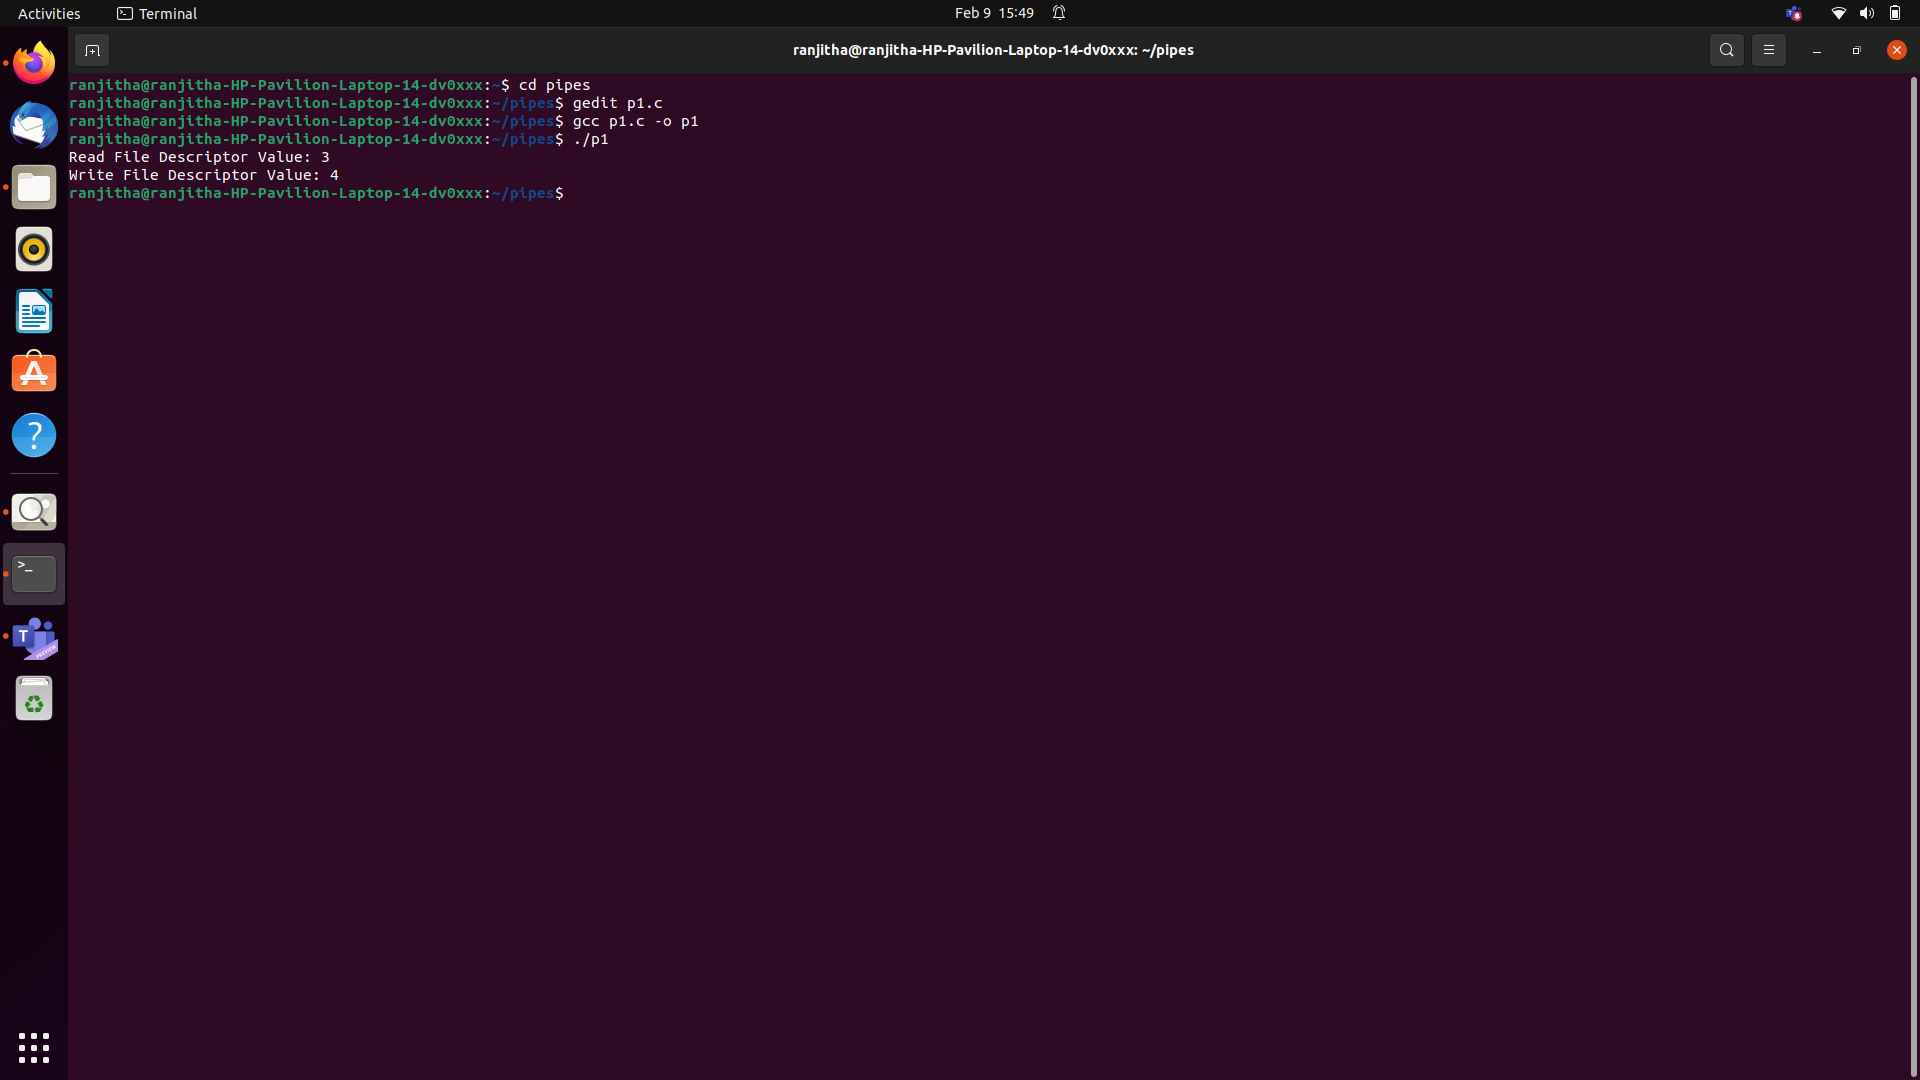 Activities
Terminal
Feb 9 15:49
ranjitha@ranjitha-HP-Pavilion-Laptop-14-dv0xxx: ~/pipes
ranjitha@ranjitha-HP-Pavilion-Laptop-14-dv0xxx:~$ cd pipes
ranjitha@ranjitha-HP-Pavilion-Laptop-14-dv0xxx:~/pipes$ gedit p1.c
ranjitha@ranjitha-HP-Pavilion-Laptop-14-dv0xxx:~/pipes$ gcc p1.c -o p1
ranjitha@ranjitha-HP-Pavilion-Laptop-14-dv0xxx:~/pipes$ ./p1
Read File Descriptor Value: 3
Write File Descriptor Value: 4
ranjitha@ranjitha-HP-Pavilion-Laptop-14-dv0xxx:~/pipes$
?
>_
T
PREVIEW